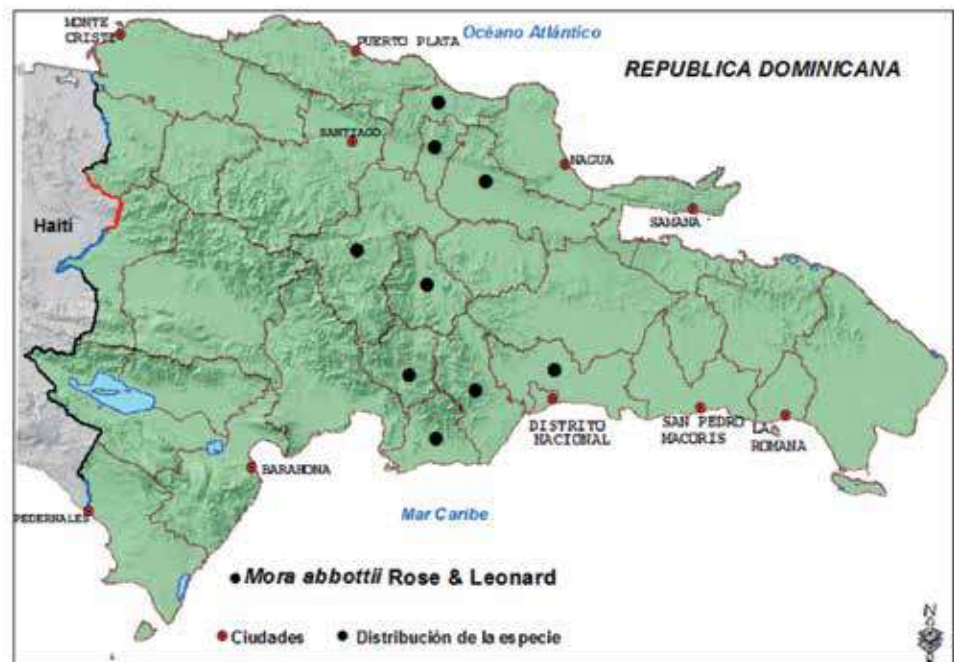 MONTE
CRISTI
PUERTO PLATA
Océano Atlántico
REPUBLICA DOMINICANA
SANTIAGO
NAGUA
SAMANA
Haití
DISTRITO
NACIONAL
SAN PEDRO
MACORIS
LA
ROMANA
BARAHONA
PEDERNALES
Mar Caribe
Mora abbottii Rose & Leonard
Ciudades
Distribución de la especie
N